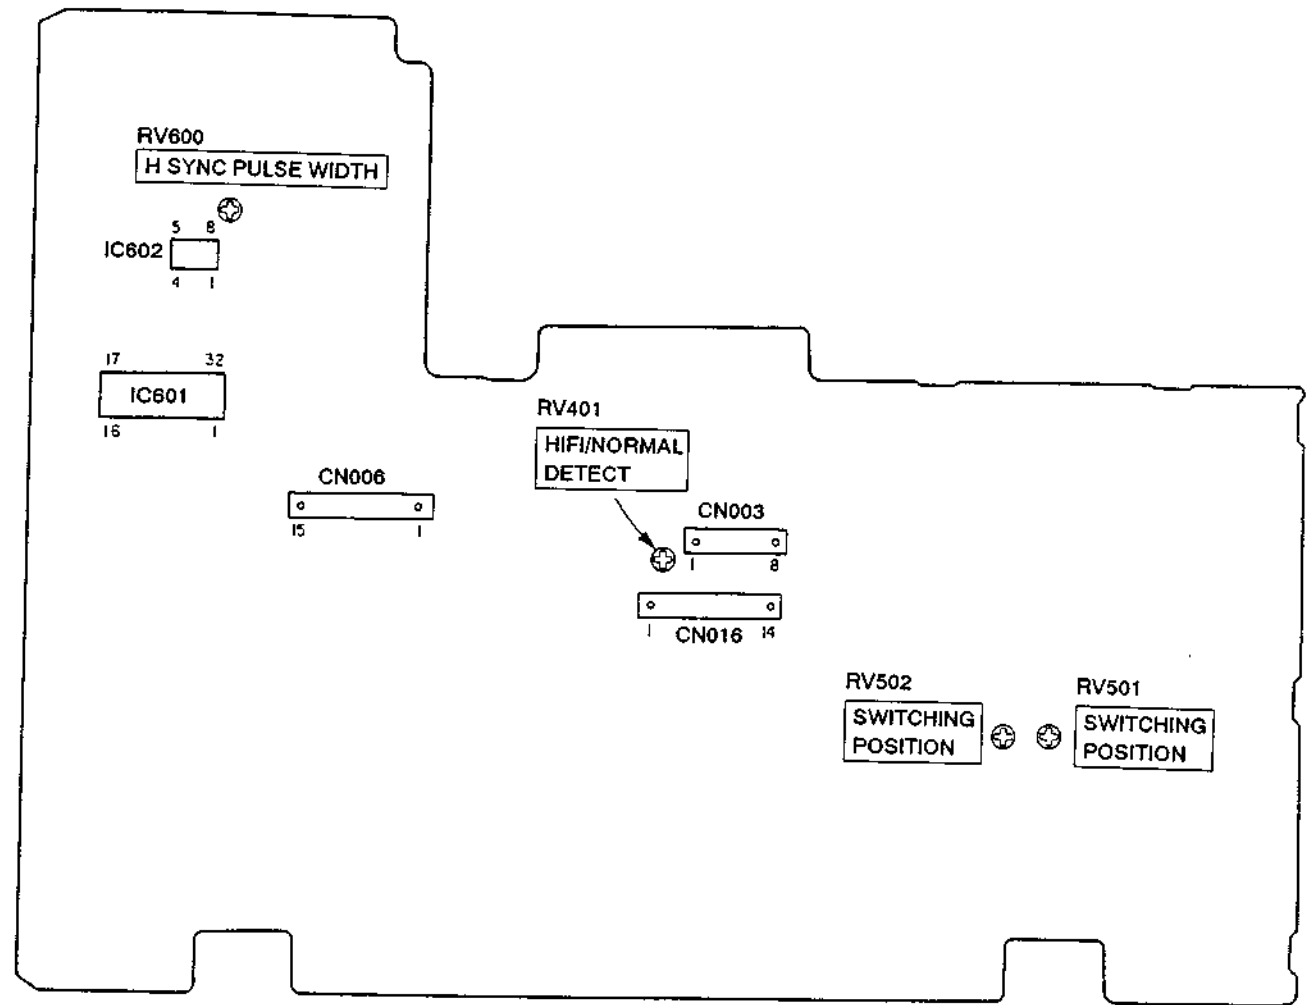 RV600
H SYNC PULSE WIDTH
5 8
IC602
4 1
17 32
IC601
16 1
RV401
HIFI/NORMAL
DETECT
CN006
15 1
CN003
1 8
1 CN016 14
RV502
SWITCHING
POSITION
RV501
SWITCHING
POSITION